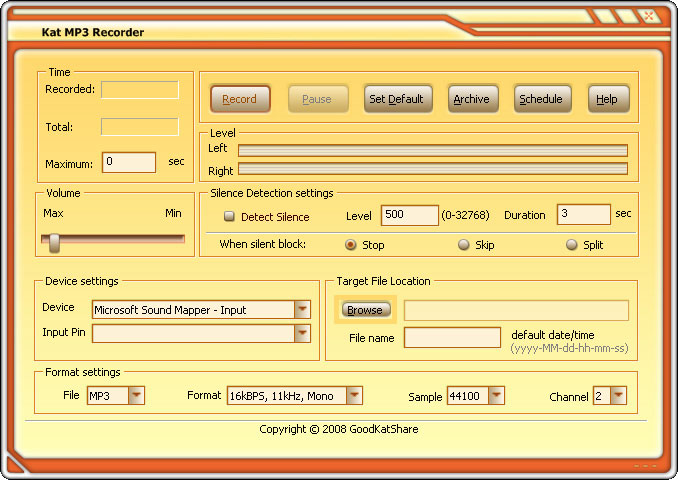 Kat MP3 Recorder
Time
Recorded:
Total:
Maximum: 0 sec
Record Pause Set Default Archive Schedule Help
Level
Left
Right
Volume
Max Min
Silence Detection settings
Detect Silence Level 500 (0-32768) Duration 3 sec
When silent block: Stop Skip Split
Device settings
Device Microsoft Sound Mapper - Input
Input Pin
Target File Location
Browse
File name default date/time
(yyyy-MM-dd-hh-mm-ss)
Format settings
File MP3 Format 16kBPS, 11kHz, Mono Sample 44100 Channel 2
Copyright © 2008 GoodKatShare